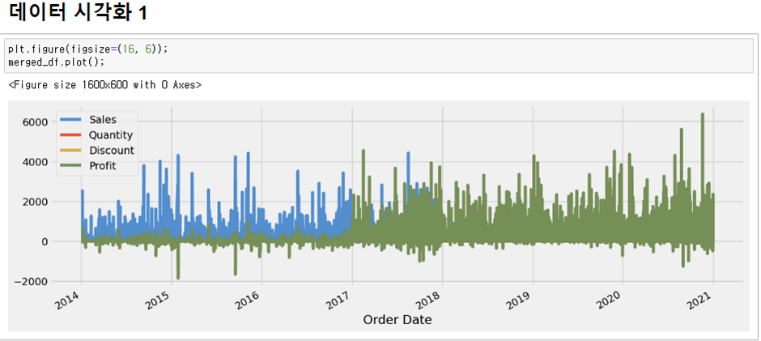 데이터 시각화 1
plt.figure(figsize=(16, 6));
merged_df.plot();
<Figure size 1600x600 with 0 Axes>
Sales
Quantity
Discount
Profit
6000
4000
2000
0
−2000
2014
2015
2016
2017
2018
2019
2020
2021
Order Date